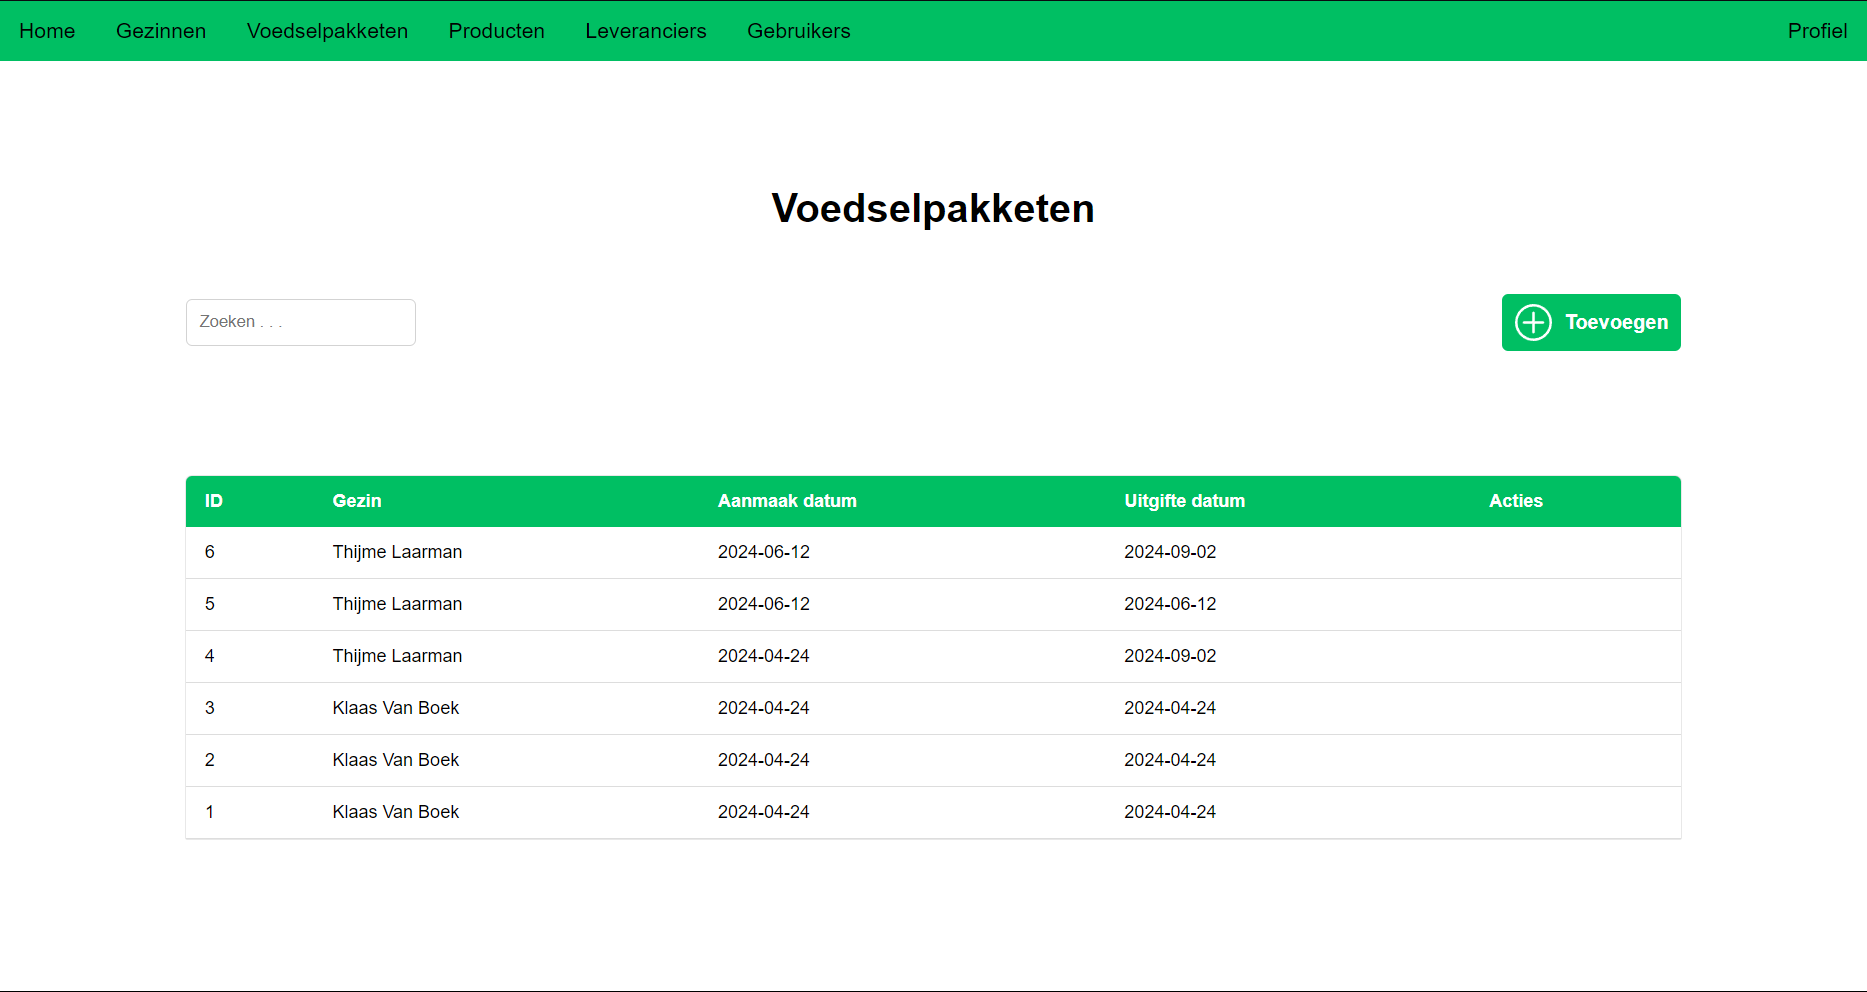 Home Gezinnen Voedselpakketen Producten Leveranciers Gebruikers Profiel
Voedselpakketen
Zoeken . . .
Toevoegen
ID Gezin Aanmaak datum Uitgifte datum Acties
6 Thijme Laarman 2024-06-12 2024-09-02
5 Thijme Laarman 2024-06-12 2024-06-12
4 Thijme Laarman 2024-04-24 2024-09-02
3 Klaas Van Boek 2024-04-24 2024-04-24
2 Klaas Van Boek 2024-04-24 2024-04-24
1 Klaas Van Boek 2024-04-24 2024-04-24